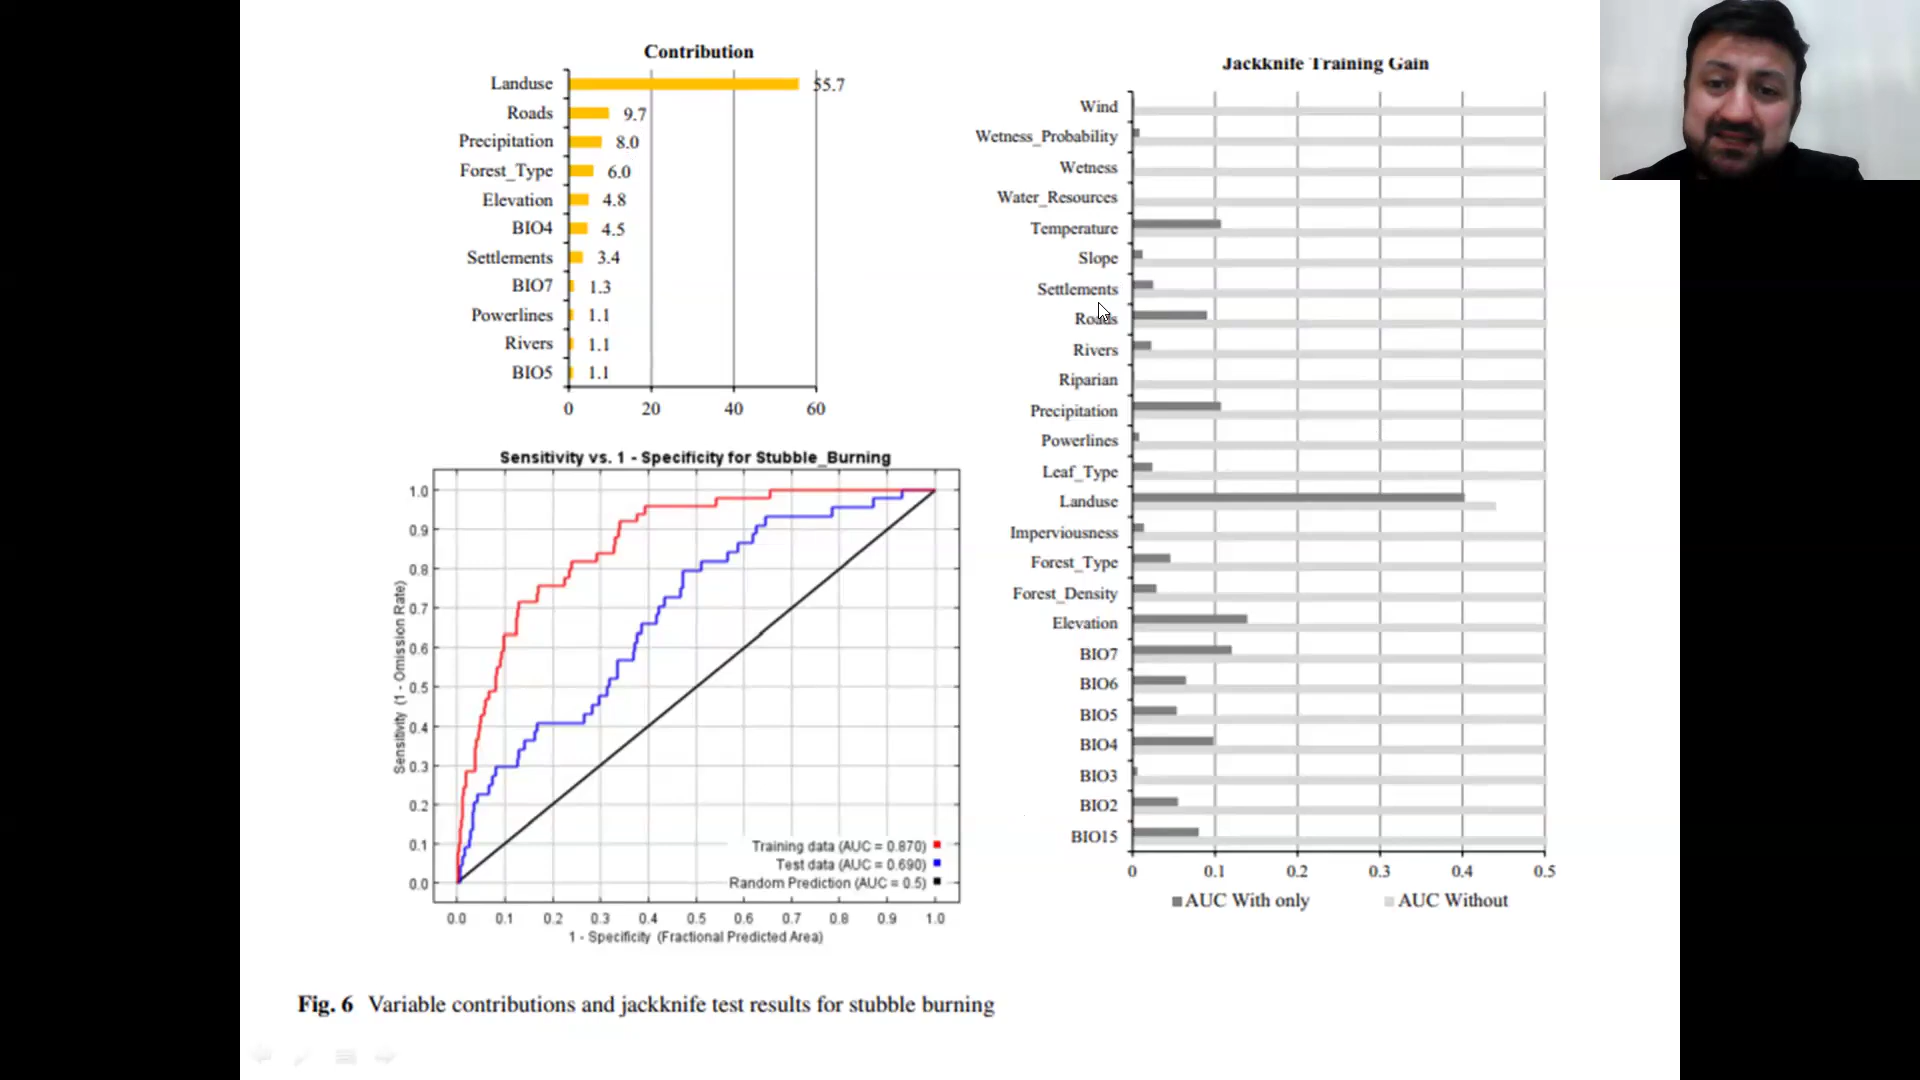 Contribution
Landuse 55.7
Roads 9.7
Precipitation 8.0
Forest_Type 6.0
Elevation 4.8
BIO4 4.5
Settlements 3.4
BIO7 1.3
Powerlines 1.1
Rivers 1.1
BIO5 1.1
0 20 40 60
Sensitivity vs. 1 - Specificity for Stubble_Burning
Sensitivity (1 - Omission Rate)
1.0
0.9
0.8
0.7
0.6
0.5
0.4
0.3
0.2
0.1
0.0
Training data (AUC = 0.870)
Test data (AUC = 0.690)
Random Prediction (AUC = 0.5)
0.0 0.1 0.2 0.3 0.4 0.5 0.6 0.7 0.8 0.9 1.0
1 - Specificity (Fractional Predicted Area)
Jackknife Training Gain
Wind
Wetness_Probability
Wetness
Water_Resources
Temperature
Slope
Settlements
Roads
Rivers
Riparian
Precipitation
Powerlines
Leaf_Type
Landuse
Imperviousness
Forest_Type
Forest_Density
Elevation
BIO7
BIO6
BIO5
BIO4
BIO3
BIO2
BIO15
0 0.1 0.2 0.3 0.4 0.5
AUC With only AUC Without
Fig. 6 Variable contributions and jackknife test results for stubble burning